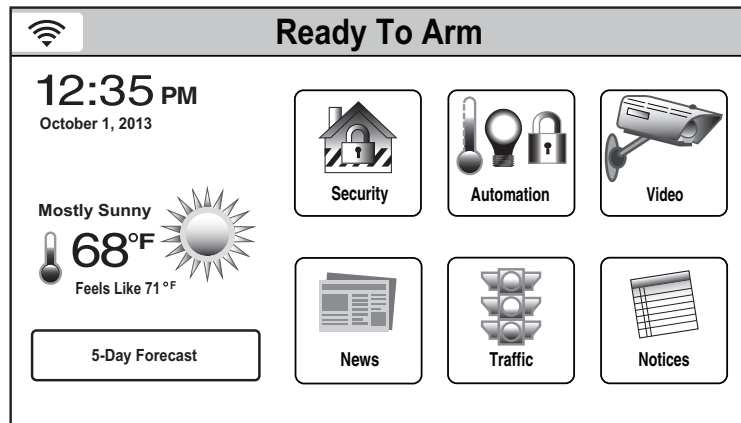 Ready To Arm
12:35 PM
October 1, 2013
Mostly Sunny
68°F
Feels Like 71°F
5-Day Forecast
Security
Automation
Video
News
Traffic
Notices